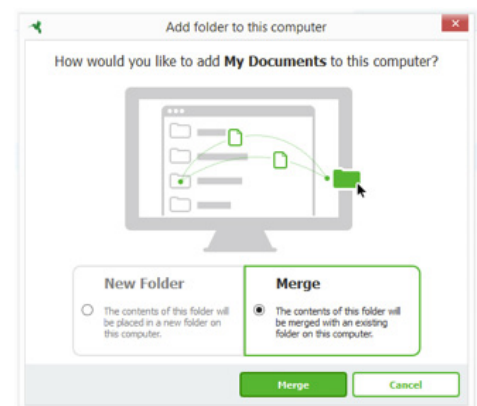 Add folder to this computer
How would you like to add My Documents to this computer?
New Folder
The contents of this folder will
be placed in a new folder on
this computer.
Merge
The contents of this folder will
be merged with an existing
folder on this computer.
Merge
Cancel